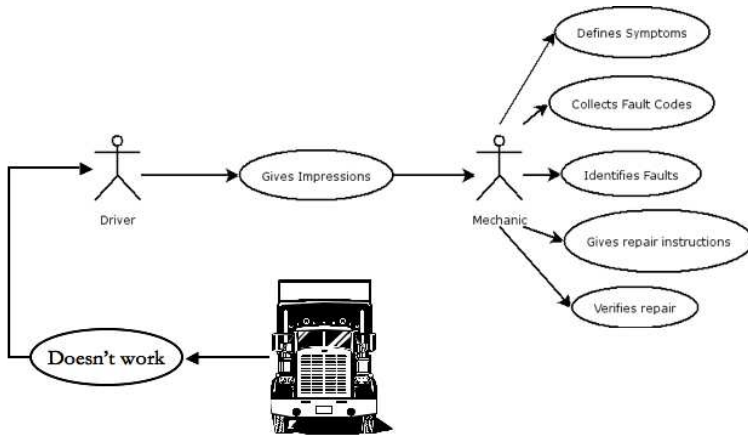 Defines Symptoms
Collects Fault Codes
Gives Impressions
Identifies Faults
Driver
Mechanic
Gives repair instructions
Verifies repair
Doesn't work